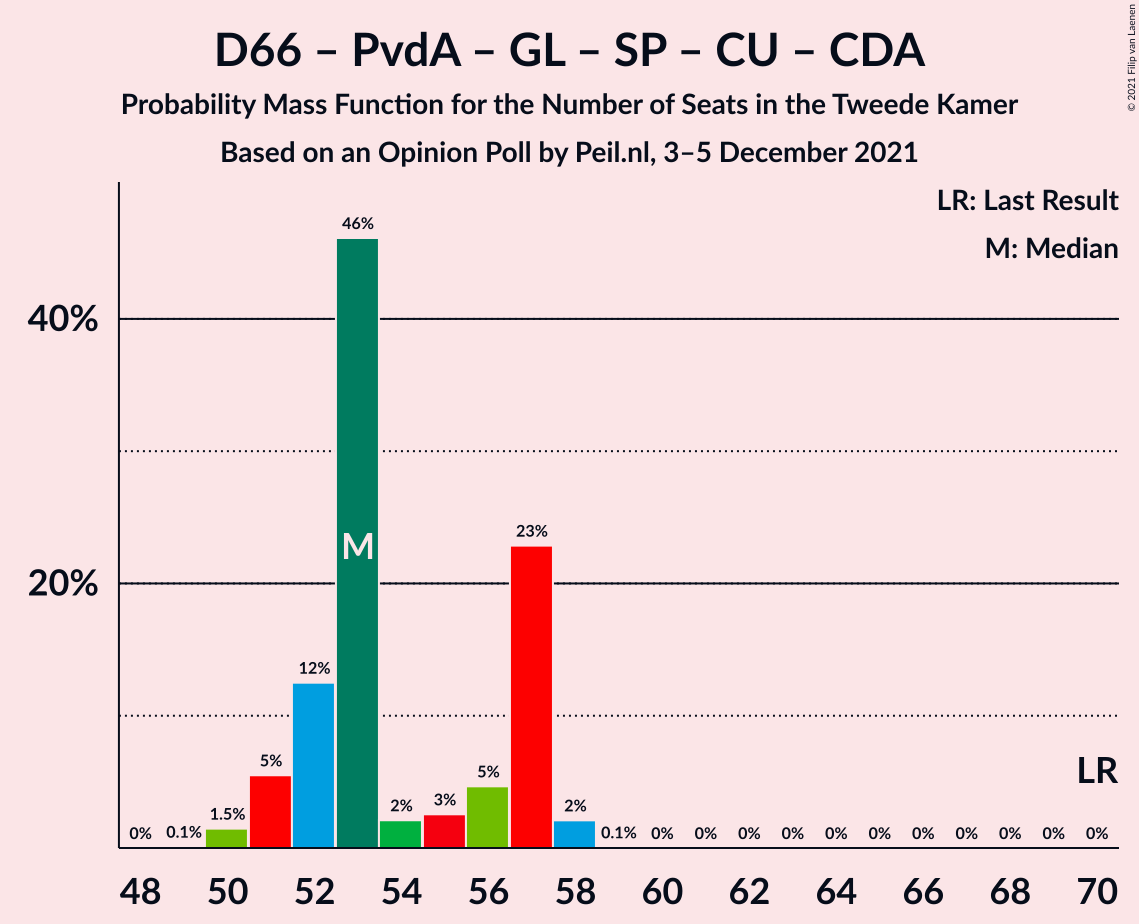 D66 – PvdA – GL – SP – CU – CDA
Probability Mass Function for the Number of Seats in the Tweede Kamer
Based on an Opinion Poll by Peil.nl, 3–5 December 2021
© 2021 Filip van Laenen
LR: Last Result
M: Median
40%
20%
46%
M
23%
12%
5%
5%
3%
2%
2%
1.5%
0% 0.1% 0.1% 0% 0% 0% 0% 0% 0% 0% 0% 0% 0% 0%
LR
48 50 52 54 56 58 60 62 64 66 68 70